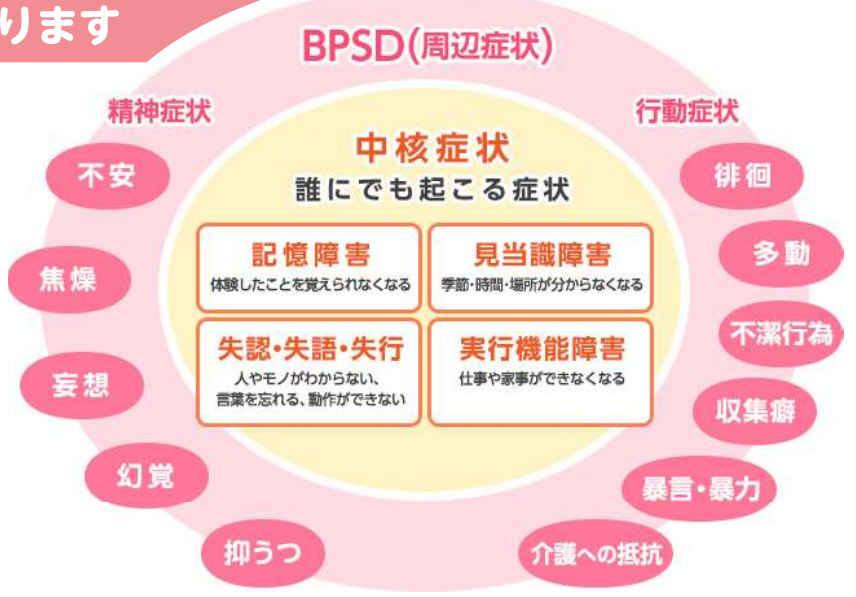 ります
BPSD(周辺症状)
精神症状
不安
焦燥
妄想
幻覚
抑うつ
中核症状
誰にでも起こる症状
記憶障害
体験したことを覚えられなくなる
見当識障害
季節・時間・場所が分からなくなる
失認・失語・失行
人やモノがわからない、
言葉を忘れる、動作ができない
実行機能障害
仕事や家事ができなくなる
行動症状
徘徊
多動
不潔行為
収集癖
暴言・暴力
介護への抵抗